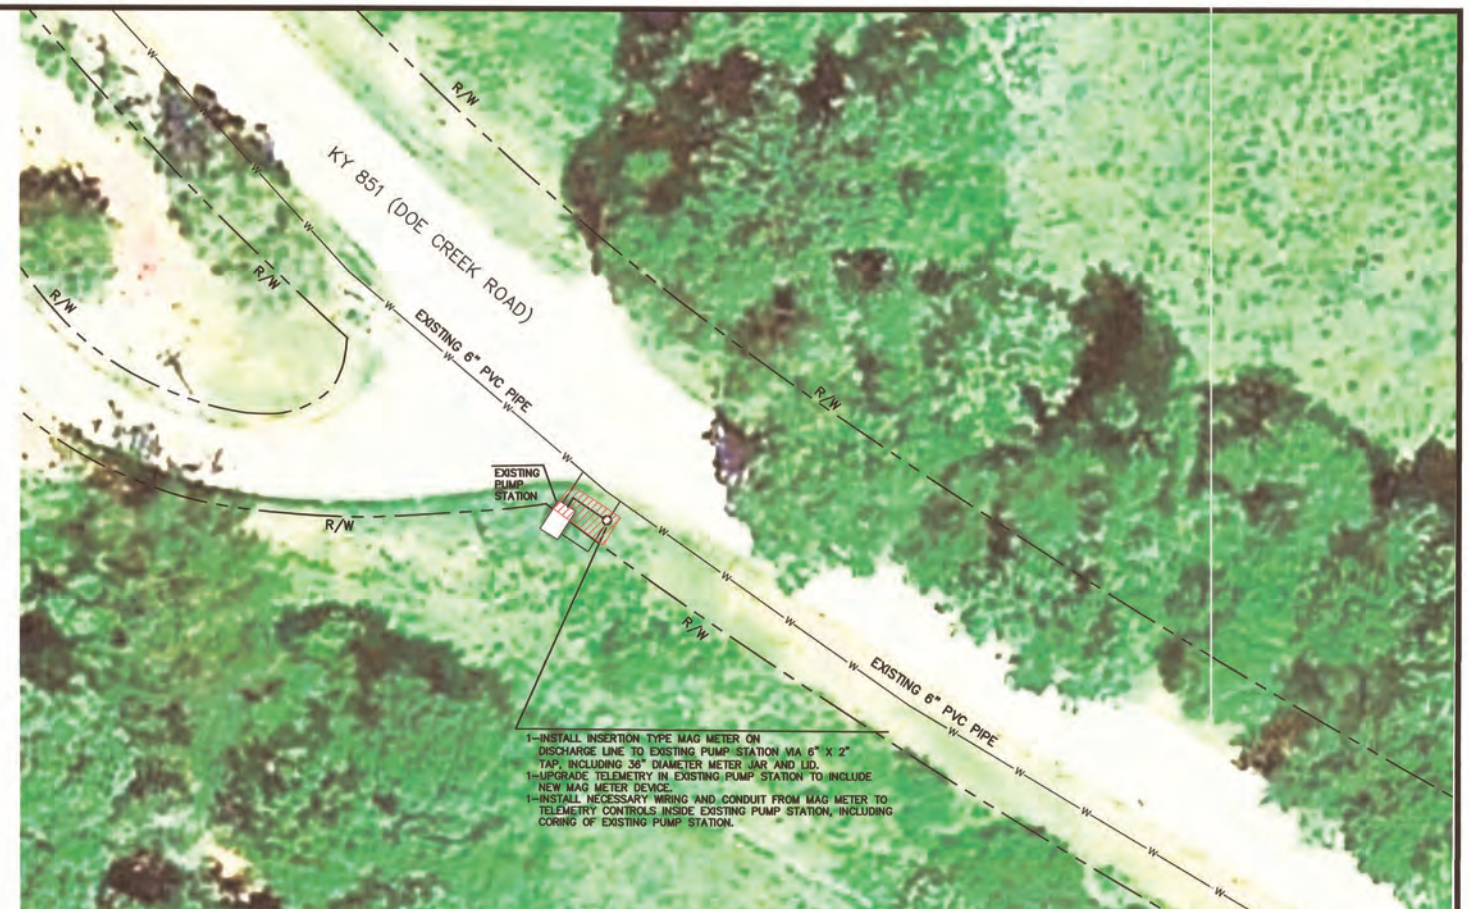 W
R/W
KY 851 (DOE CREEK ROAD)
W
W
R/W
R/W
W
EXISTING 6" PVC PIPE
W
W
R/W
W
EXISTING
PUMP
STATION
R/W
W
W
R/W
W
W
EXISTING 6" PVC PIPE
W
W
W
W
W
1-INSTALL INSERTION TYPE MAG METER ON
DISCHARGE LINE TO EXISTING PUMP STATION VIA 6" X 2"
TAP, INCLUDING 36" DIAMETER METER JAR AND LID.
1-UPGRADE TELEMETRY IN EXISTING PUMP STATION TO INCLUDE
NEW MAG METER DEVICE.
1-INSTALL NECESSARY WIRING AND CONDUIT FROM MAG METER TO
TELEMETRY CONTROLS INSIDE EXISTING PUMP STATION, INCLUDING
CORING OF EXISTING PUMP STATION.